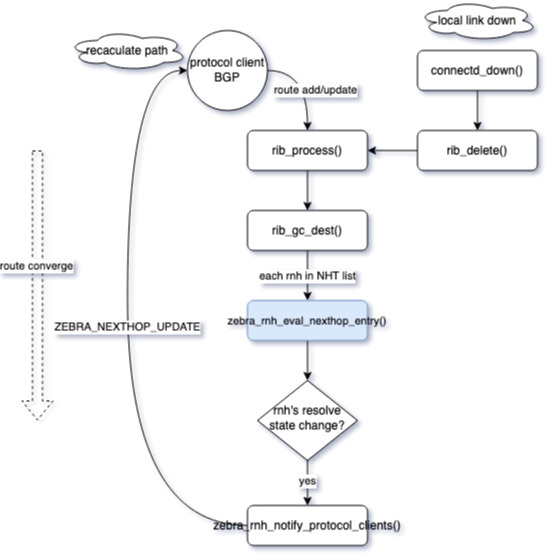 local link down
recaculate path
protocol client
BGP
connectd_down()
route add/update
rib_process()
rib_delete()
rib_gc_dest()
route converge
each rnh in NHT list
zebra_rnh_eval_nexthop_entry()
ZEBRA_NEXTHOP_UPDATE
rnh's resolve
state change?
yes
zebra_rnh_notify_protocol_clients()